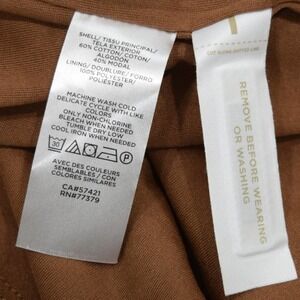 SHELL/ TISSU PRINCIPAL/
TELA EXTERIOR
60% COTTON/ COTON/
ALGODÓN
40% MODAL
LINING/ DOUBLURE/ FORRO
100% POLYESTER/
POLIÉSTER
MACHINE WASH COLD
DELICATE CYCLE WITH LIKE
COLORS
ONLY NON-CHLORINE
BLEACH WHEN NEEDED
TUMBLE DRY LOW
COOL IRON WHEN NEEDED
30
AVEC DES COULEURS
SEMBLABLES / CON
COLORES SIMILARES
CA#57421
RN#77379
REMOVE BEFORE WEARING
OR WASHING